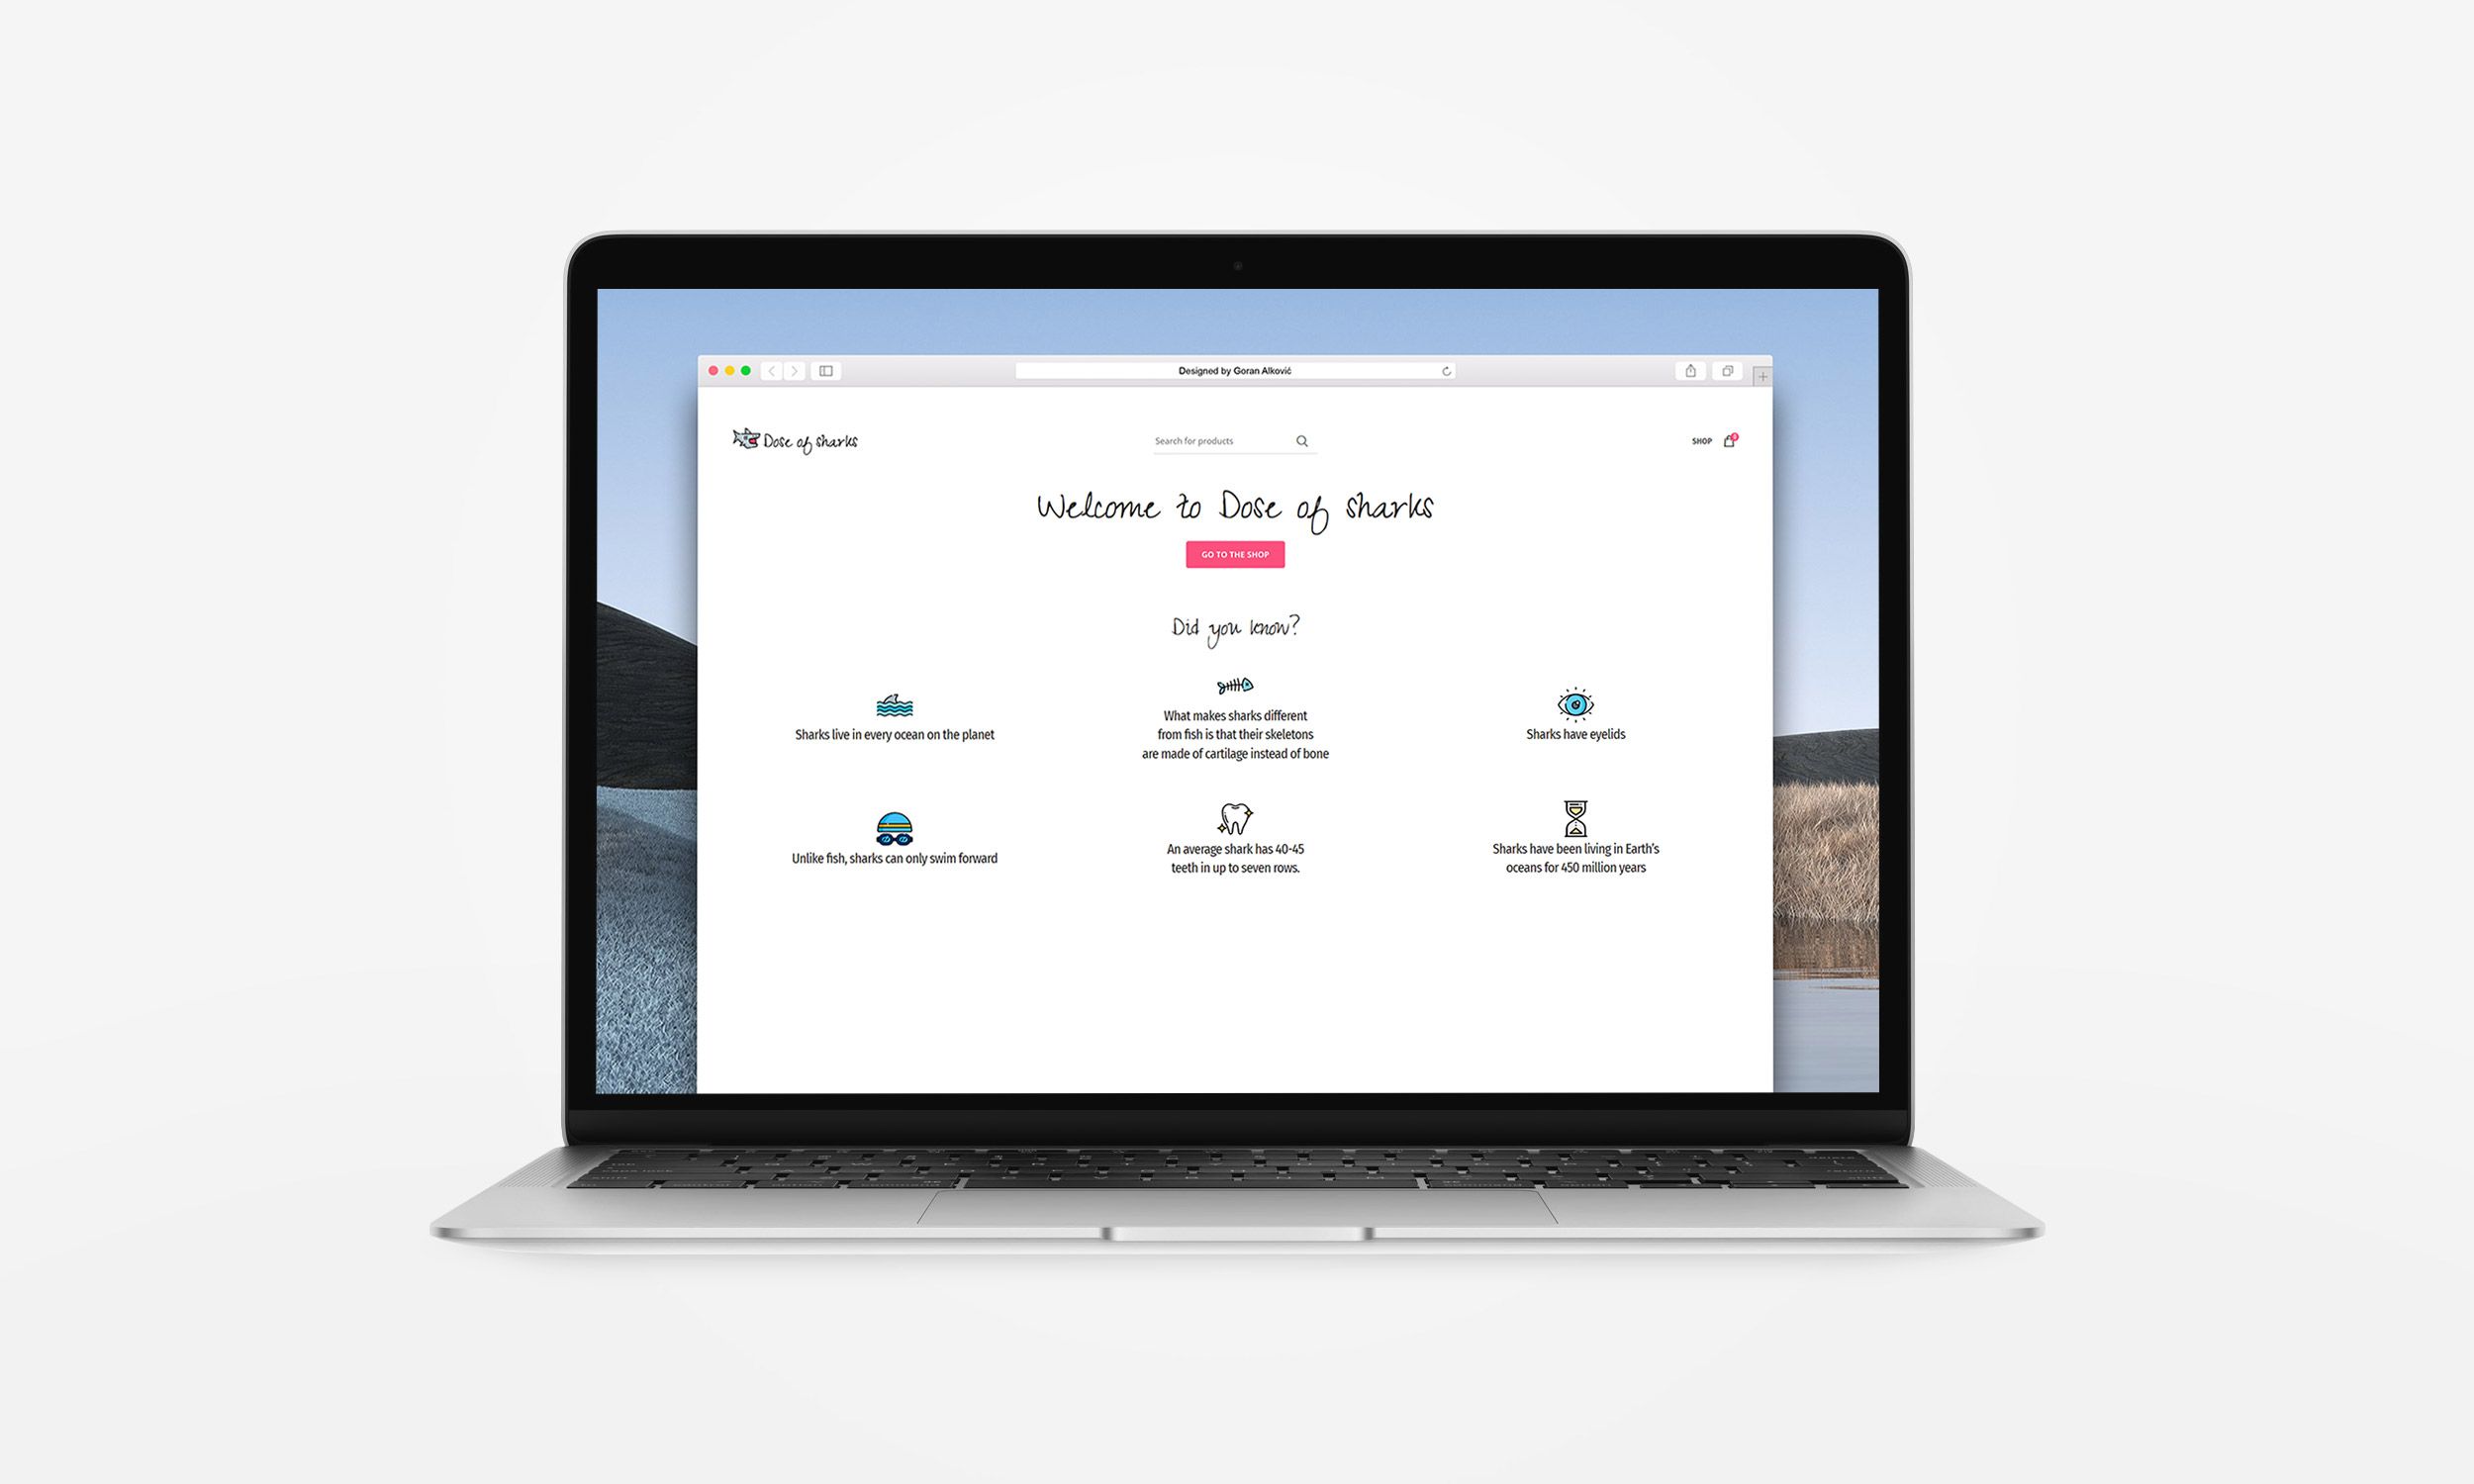 Designed by Goran Alković
Dose of sharks
Search for products
SHOP
Welcome to Dose of sharks
GO TO THE SHOP
Did you know?
Sharks live in every ocean on the planet
What makes sharks different
from fish is that their skeletons
are made of cartilage instead of bone
Sharks have eyelids
Unlike fish, sharks can only swim forward
An average shark has 40-45
teeth in up to seven rows.
Sharks have been living in Earth's
oceans for 450 million years